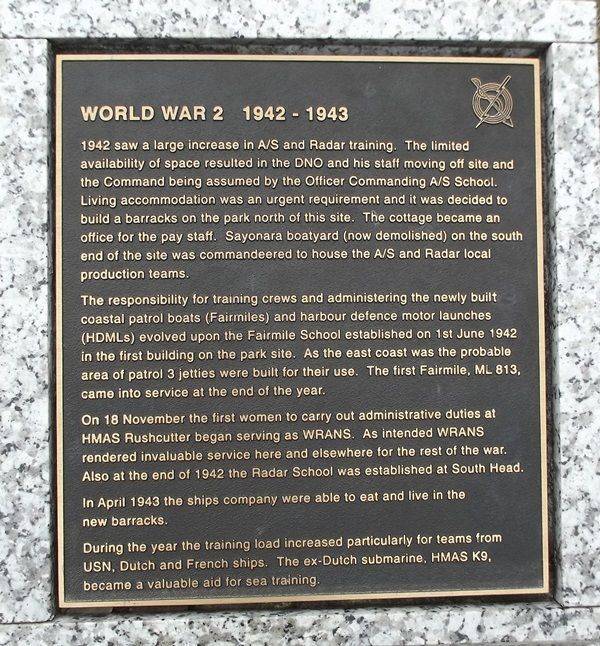 WORLD WAR 2 1942 - 1943
1942 saw a large increase in A/S and Radar training. The limited
availability of space resulted in the DNO and his staff moving off site and
the Command being assumed by the Officer Commanding A/S School.
Living accommodation was an urgent requirement and it was decided to
build a barracks on the park north of this site. The cottage became an
office for the pay staff. Sayonara boatyard (now demolished) on the south
end of the site was commandeered to house the A/S and Radar local
production teams.
The responsibility for training crews and administering the newly built
coastal patrol boats (Fairmiles) and harbour defence motor launches
(HDMLs) evolved upon the Fairmile School established on 1st June 1942
in the first building on the park site. As the east coast was the probable
area of patrol 3 jetties were built for their use. The first Fairmile, ML 813,
came into service at the end of the year.
On 18 November the first women to carry out administrative duties at
HMAS Rushcutter began serving as WRANS. As intended WRANS
rendered invaluable service here and elsewhere for the rest of the war.
Also at the end of 1942 the Radar School was established at South Head.
In April 1943 the ships company were able to eat and live in the
new barracks.
During the year the training load increased particularly for teams from
USN, Dutch and French ships. The ex-Dutch submarine, HMAS K9,
became a valuable aid for sea training.